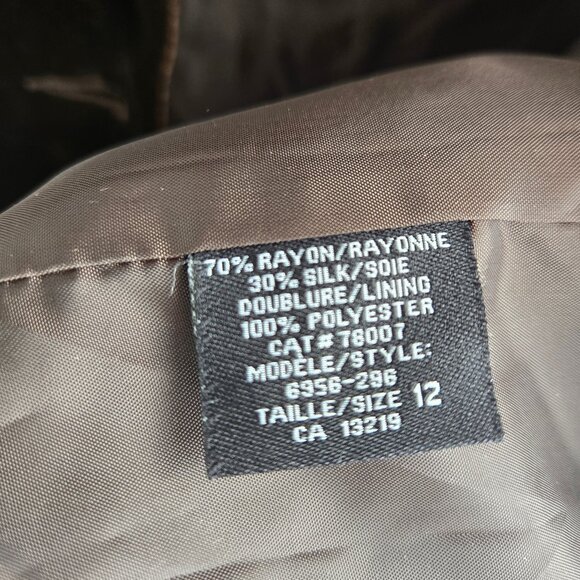 70% RAYON/RAYONNE
30% SILK/SOIE
DOUBLURE/LINING
100% POLYESTER
CAT# 78007
MODÈLE/STYLE:
6956-296
TAILLE/SIZE 12
CA 13219